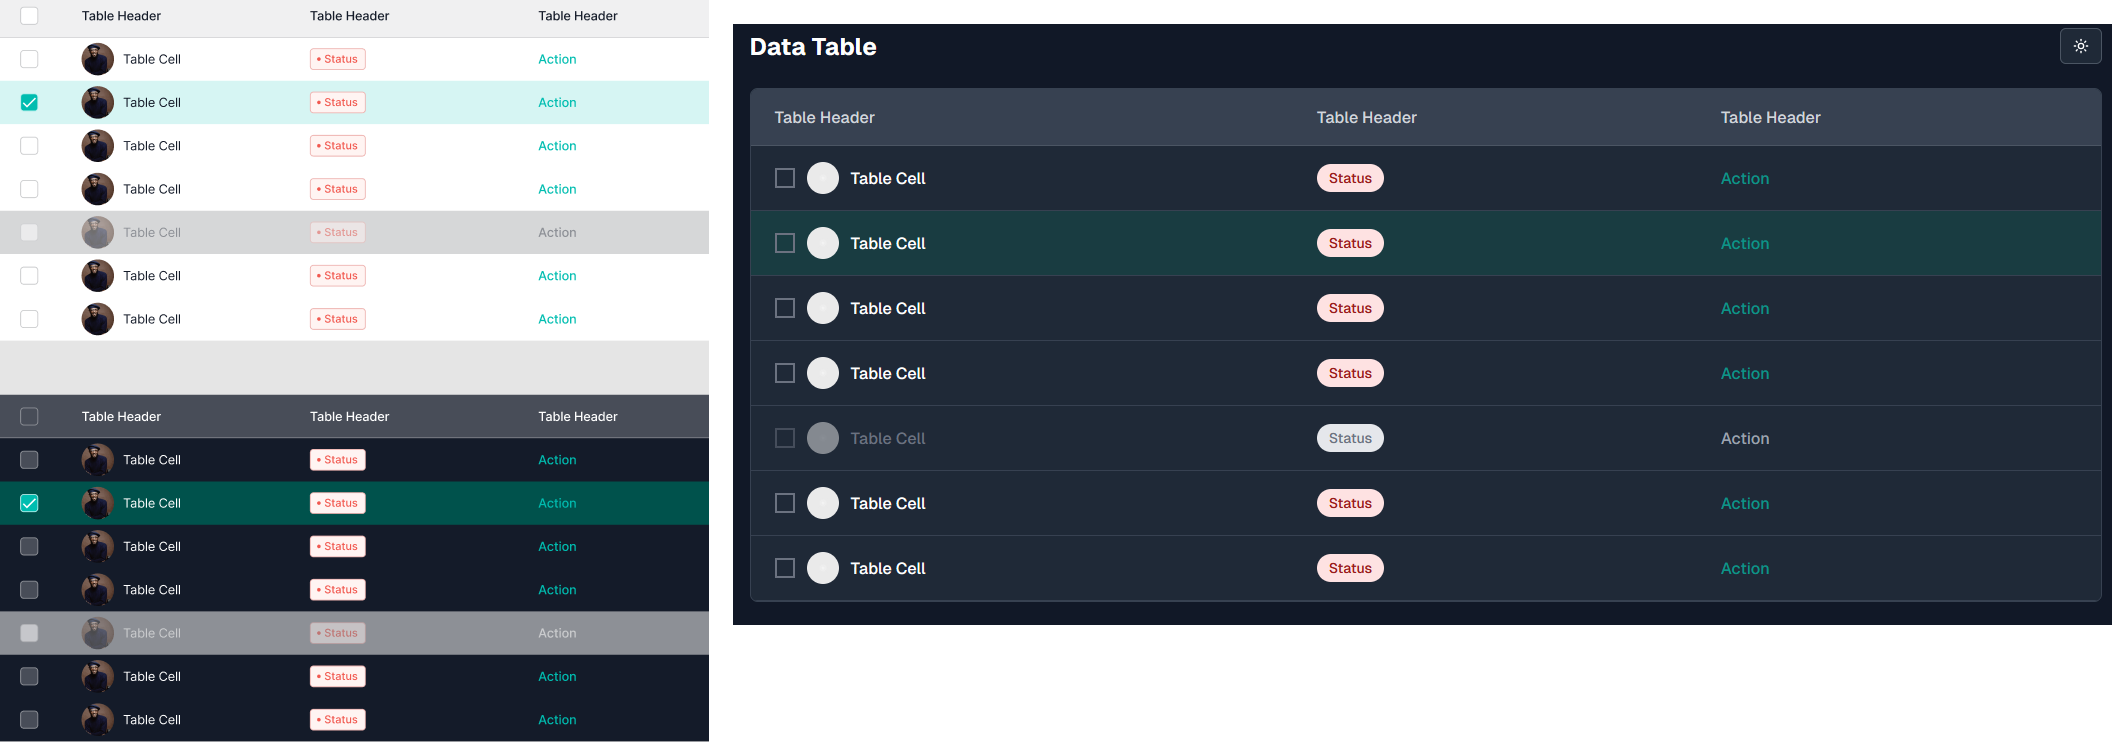 Table Header Table Header Table Header
Table Cell • Status Action
Table Cell • Status Action
Table Cell • Status Action
Table Cell • Status Action
Table Cell • Status Action
Table Cell • Status Action
Table Cell • Status Action
Table Header Table Header Table Header
Table Cell • Status Action
Table Cell • Status Action
Table Cell • Status Action
Table Cell • Status Action
Table Cell • Status Action
Table Cell • Status Action
Table Cell • Status Action
Data Table
Table Header Table Header Table Header
Table Cell Status Action
Table Cell Status Action
Table Cell Status Action
Table Cell Status Action
Table Cell Status Action
Table Cell Status Action
Table Cell Status Action